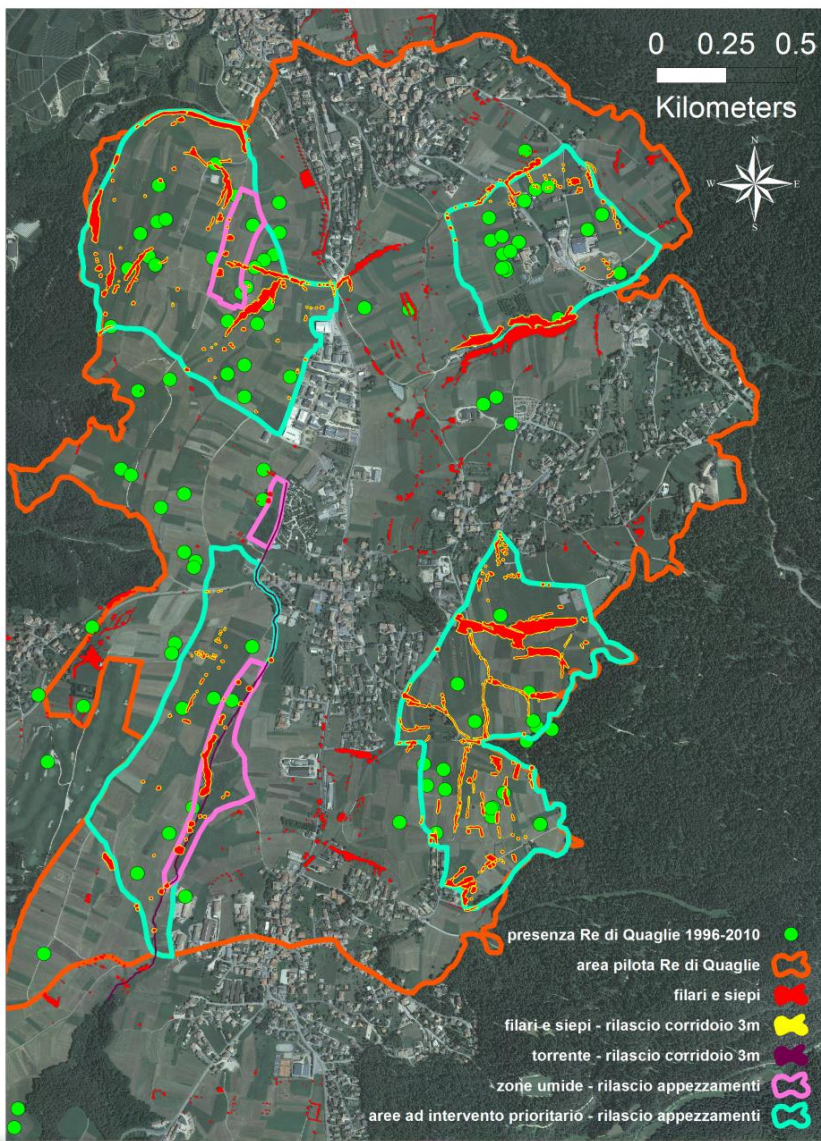 0 0.25 0.5
Kilometers
N
W E
S
presenza Re di Quaglie 1996-2010
area pilota Re di Quaglie
filari e siepi
filari e siepi - rilascio corridoio 3m
torrente - rilascio corridoio 3m
zone umide - rilascio appezzamenti
aree ad intervento prioritario - rilascio appezzamenti